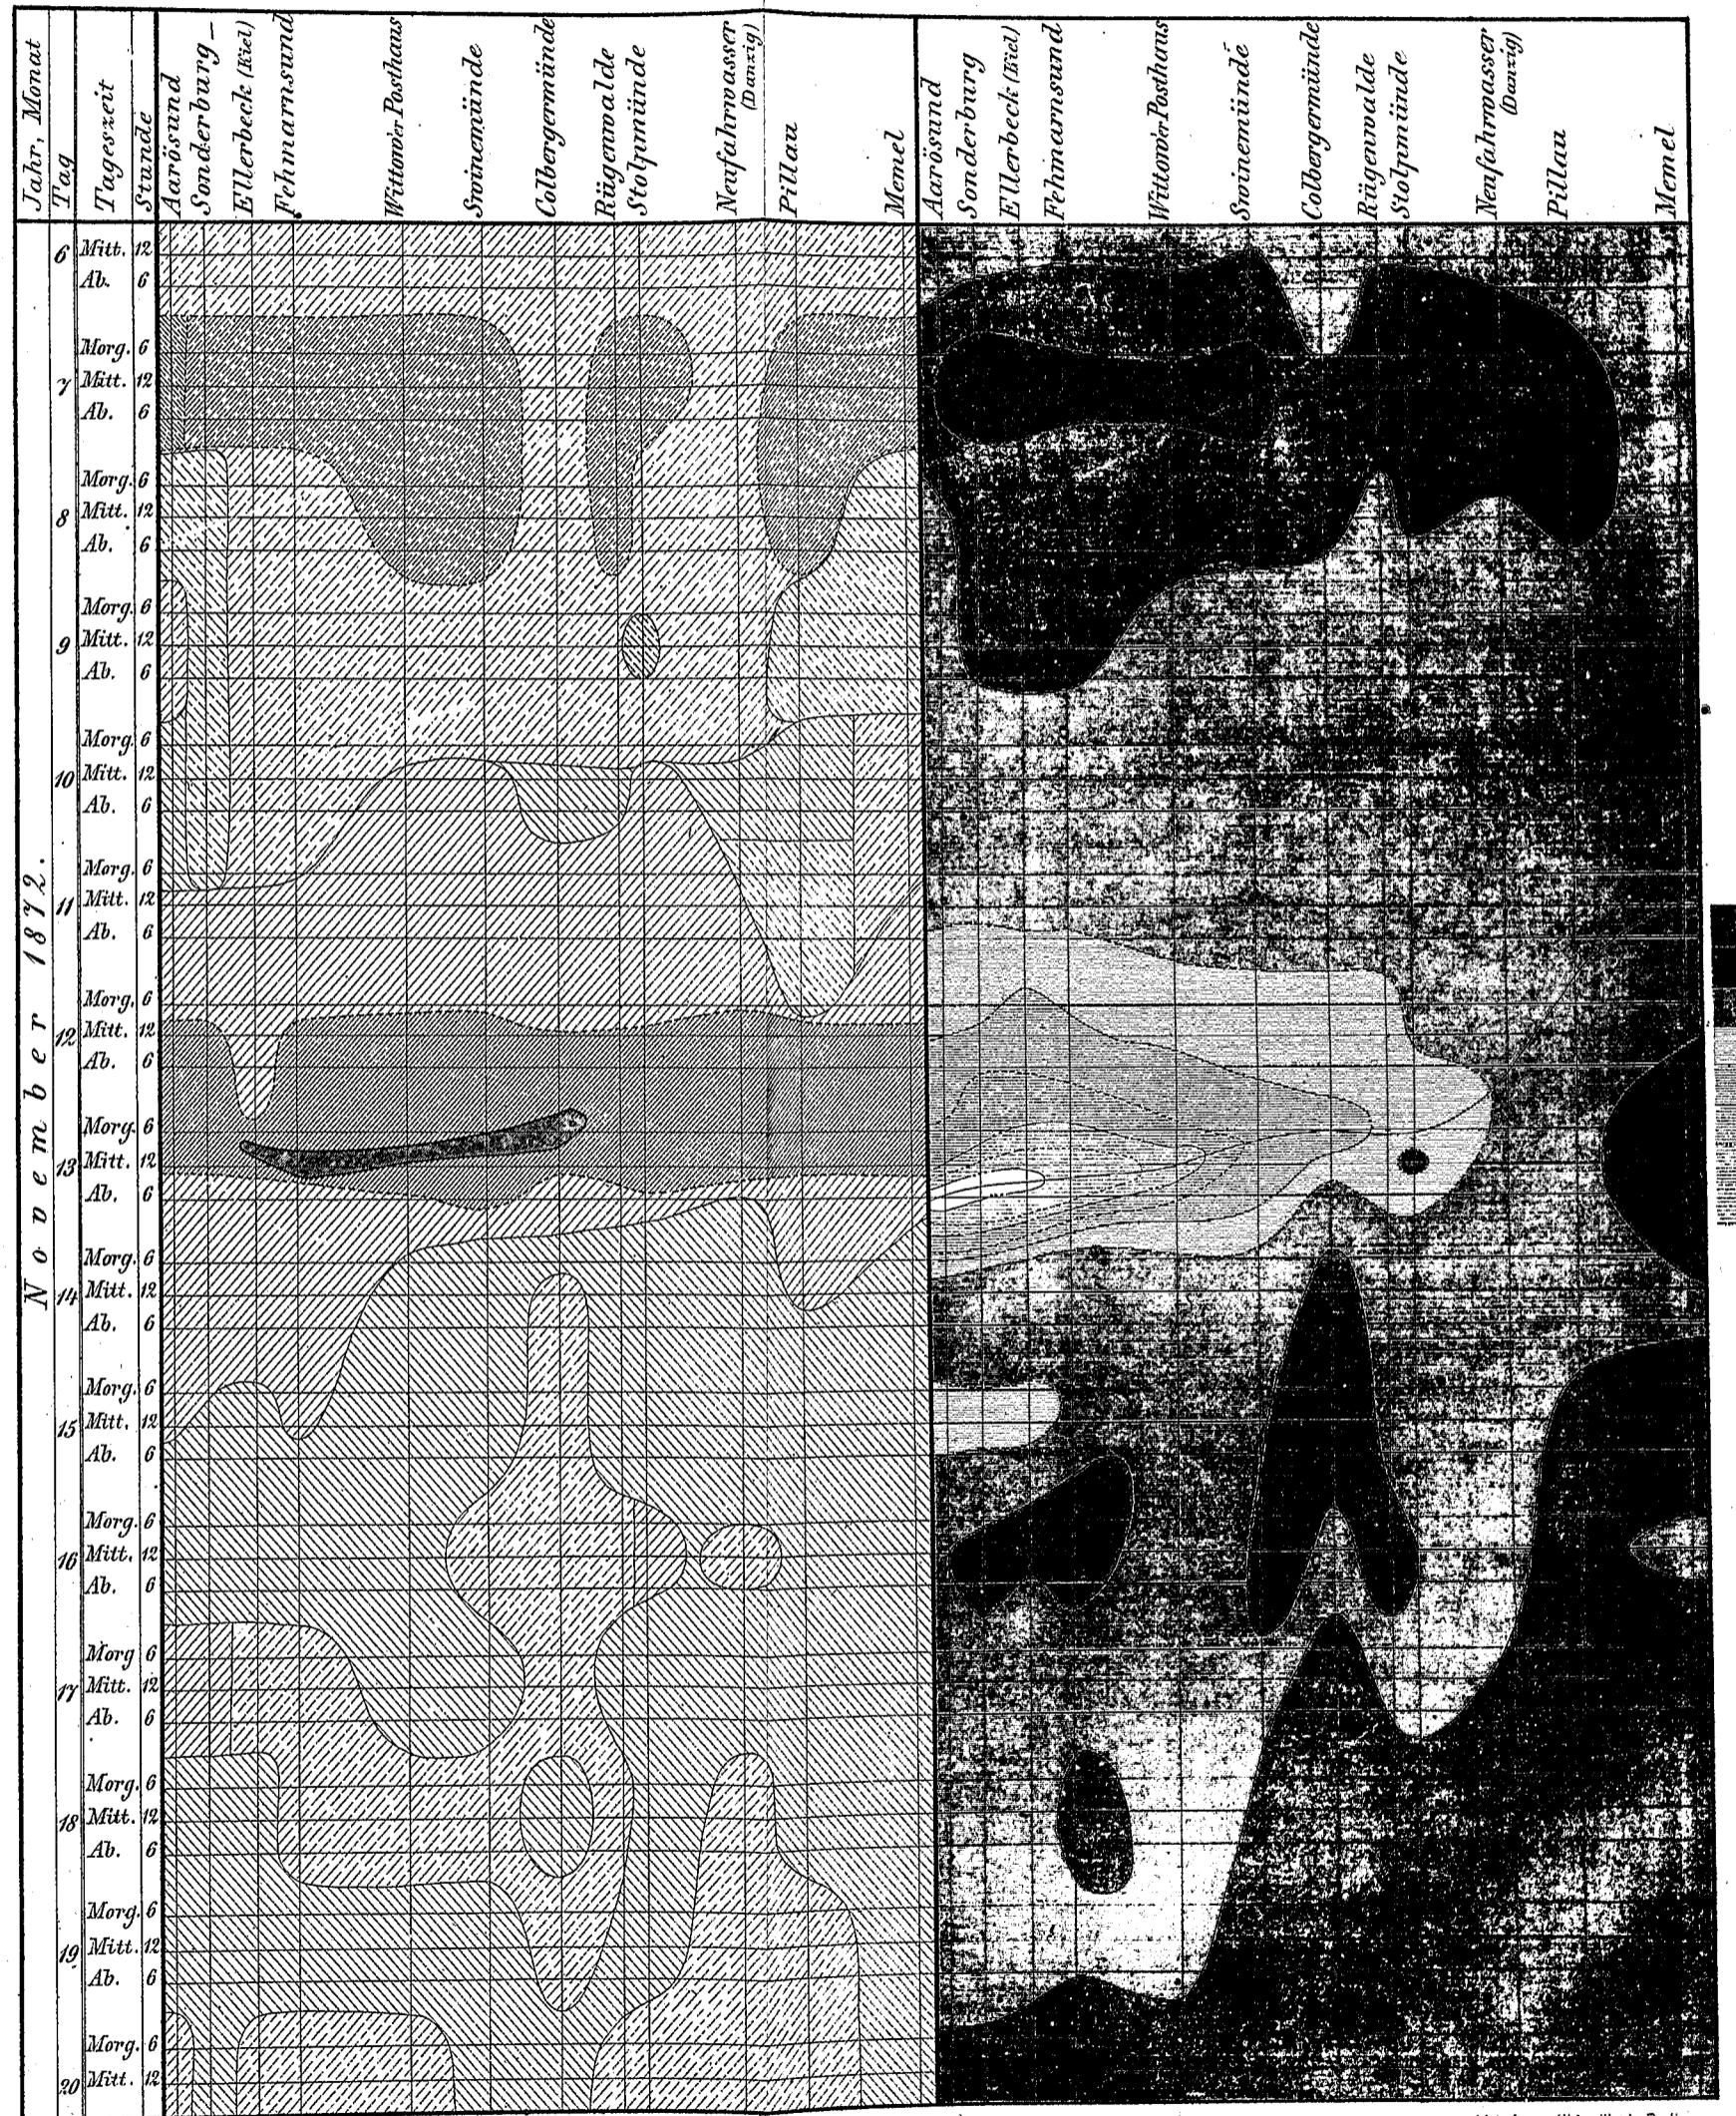 Jahr, Monat
Tag
Tageszeit
Stunde
Aarösund
Sonderburg
Ellerbeck (Kiel)
Fehmarnsund
Wittower Posthaus
Swinemünde
Colbergermünde
Rügenwalde
Stolpmünde
Neufahrwasser
(Danzig)
Pillau
Memel
Aarösund
Sonderburg
Ellerbeck (Kiel)
Fehmarnsund
Wittower Posthaus
Swinemünde
Colbergermünde
Rügenwalde
Stolpmünde
Neufahrwasser
(Danzig)
Pillau
Memel
November 1872.
6 Mitt. 12
Ab. 6
Morg. 6
7 Mitt. 12
Ab. 6
Morg. 6
8 Mitt. 12
Ab. 6
Morg. 6
9 Mitt. 12
Ab. 6
Morg. 6
10 Mitt. 12
Ab. 6
Morg. 6
11 Mitt. 12
Ab. 6
Morg. 6
12 Mitt. 12
Ab. 6
Morg. 6
13 Mitt. 12
Ab. 6
Morg. 6
14 Mitt. 12
Ab. 6
Morg. 6
15 Mitt. 12
Ab. 6
Morg. 6
16 Mitt. 12
Ab. 6
Morg 6
17 Mitt. 12
Ab. 6
Morg. 6
18 Mitt. 12
Ab. 6
Morg. 6
19 Mitt. 12
Ab. 6
Morg. 6
20 Mitt. 12